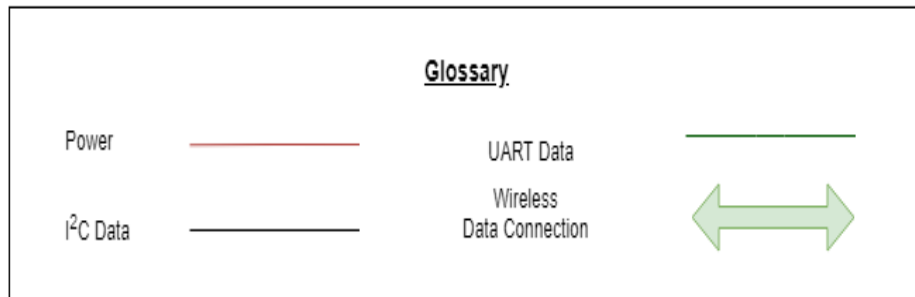 Glossary
Power
UART Data
Wireless
Data Connection
I²C Data